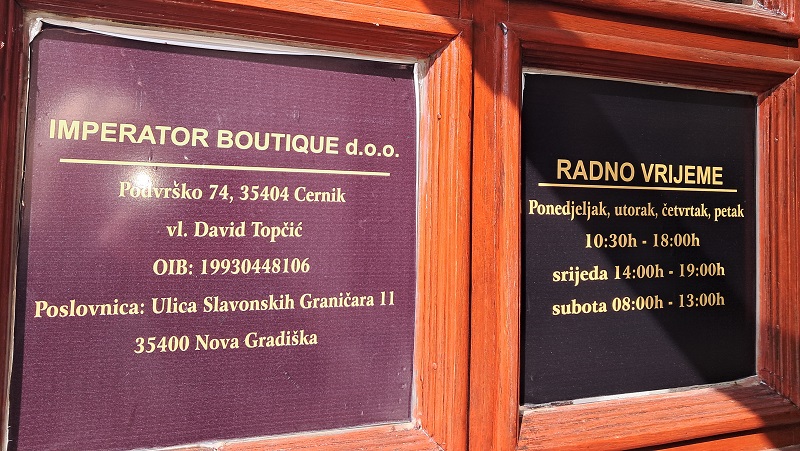 IMPERATOR BOUTIQUE d.o.o.
Podvrško 74, 35404 Cernik
vl. David Topčić
OIB: 19930448106
Poslovnica: Ulica Slavonskih Graničara 11
35400 Nova Gradiška
RADNO VRIJEME
Ponedjeljak, utorak, četvrtak, petak
10:30h - 18:00h
srijeda 14:00h - 19:00h
subota 08:00h - 13:00h